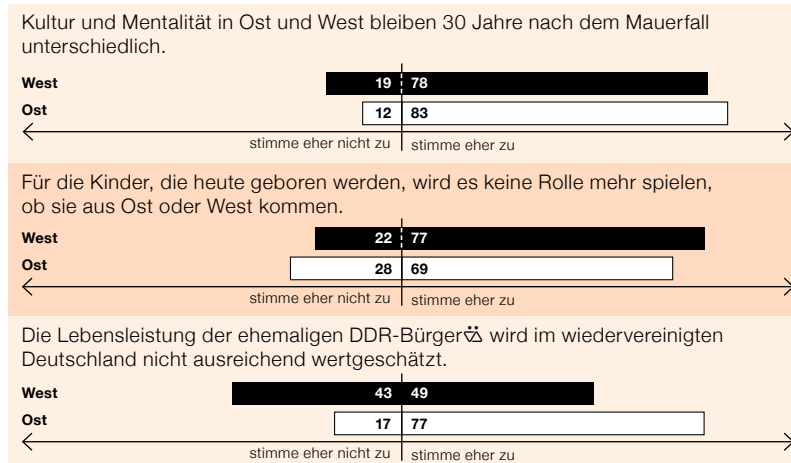 Kultur und Mentalität in Ost und West bleiben 30 Jahre nach dem Mauerfall
unterschiedlich.
West 19 78
Ost 12 83
stimme eher nicht zu stimme eher zu
Für die Kinder, die heute geboren werden, wird es keine Rolle mehr spielen,
ob sie aus Ost oder West kommen.
West 22 77
Ost 28 69
stimme eher nicht zu stimme eher zu
Die Lebensleistung der ehemaligen DDR-Bürger wird im wiedervereinigten
Deutschland nicht ausreichend wertgeschätzt.
West 43 49
Ost 17 77
stimme eher nicht zu stimme eher zu